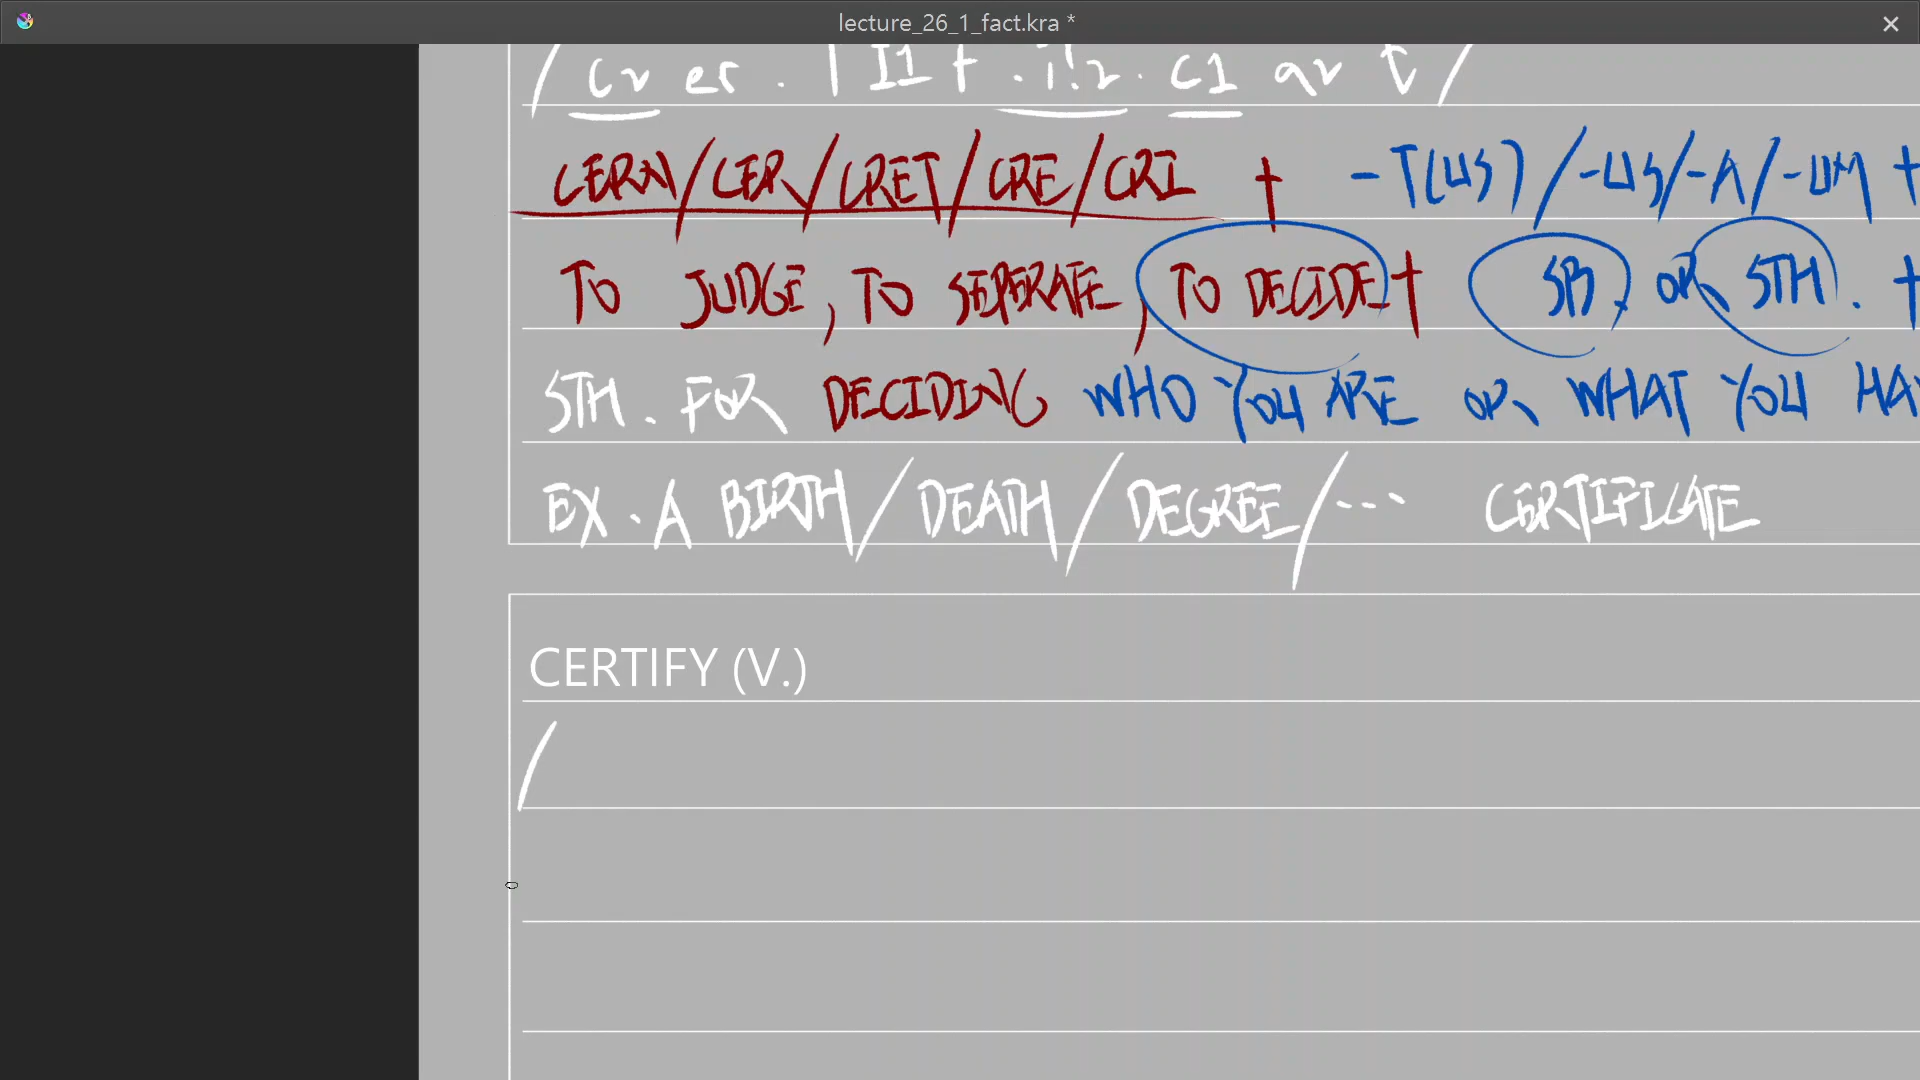 lecture_26_1_fact.kra *
CERN/CER/CRET/CRE/CRI + -T(US)/-US/-A/-UM +
TO JUDGE, TO SEPERATE, TO DECIDE + SB. OR STH. +
STH. FOR DECIDING WHO YOU ARE OR WHAT YOU HA
EX. A BIRTH/DEATH/DEGREE/... CERTIFICATE
CERTIFY (V.)
/